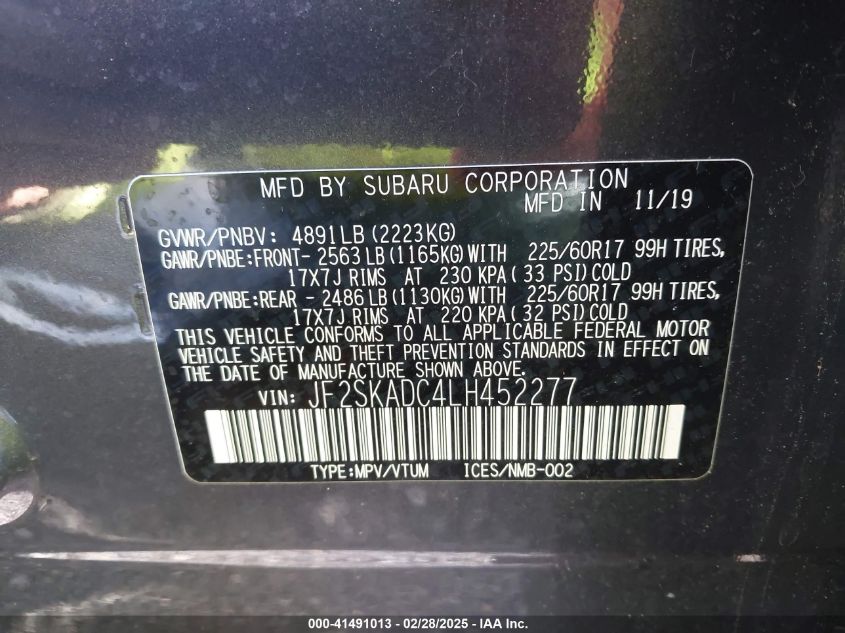 MFD BY SUBARU CORPORATION
MFD IN 11/19
GVWR/PNBV: 4891LB (2223KG)
GAWR/PNBE:FRONT- 2563 LB (1165KG)WITH 225/60R17 99H TIRES,
17X7J RIMS AT 230 KPA( 33 PSI)COLD
GAWR/PNBE:REAR - 2486 LB (1130KG)WITH 225/60R17 99H TIRES,
17X7J RIMS AT 220 KPA( 32 PSI)COLD
THIS VEHICLE CONFORMS TO ALL APPLICABLE FEDERAL MOTOR
VEHICLE SAFETY AND THEFT PREVENTION STANDARDS IN EFFECT ON
THE DATE OF MANUFACTURE SHOWN ABOVE.
VIN: JF2SKADC4LH452277
TYPE:MPV/VTUM ICES/NMB-002
000-41491013 - 02/28/2025 - IAAI Inc.